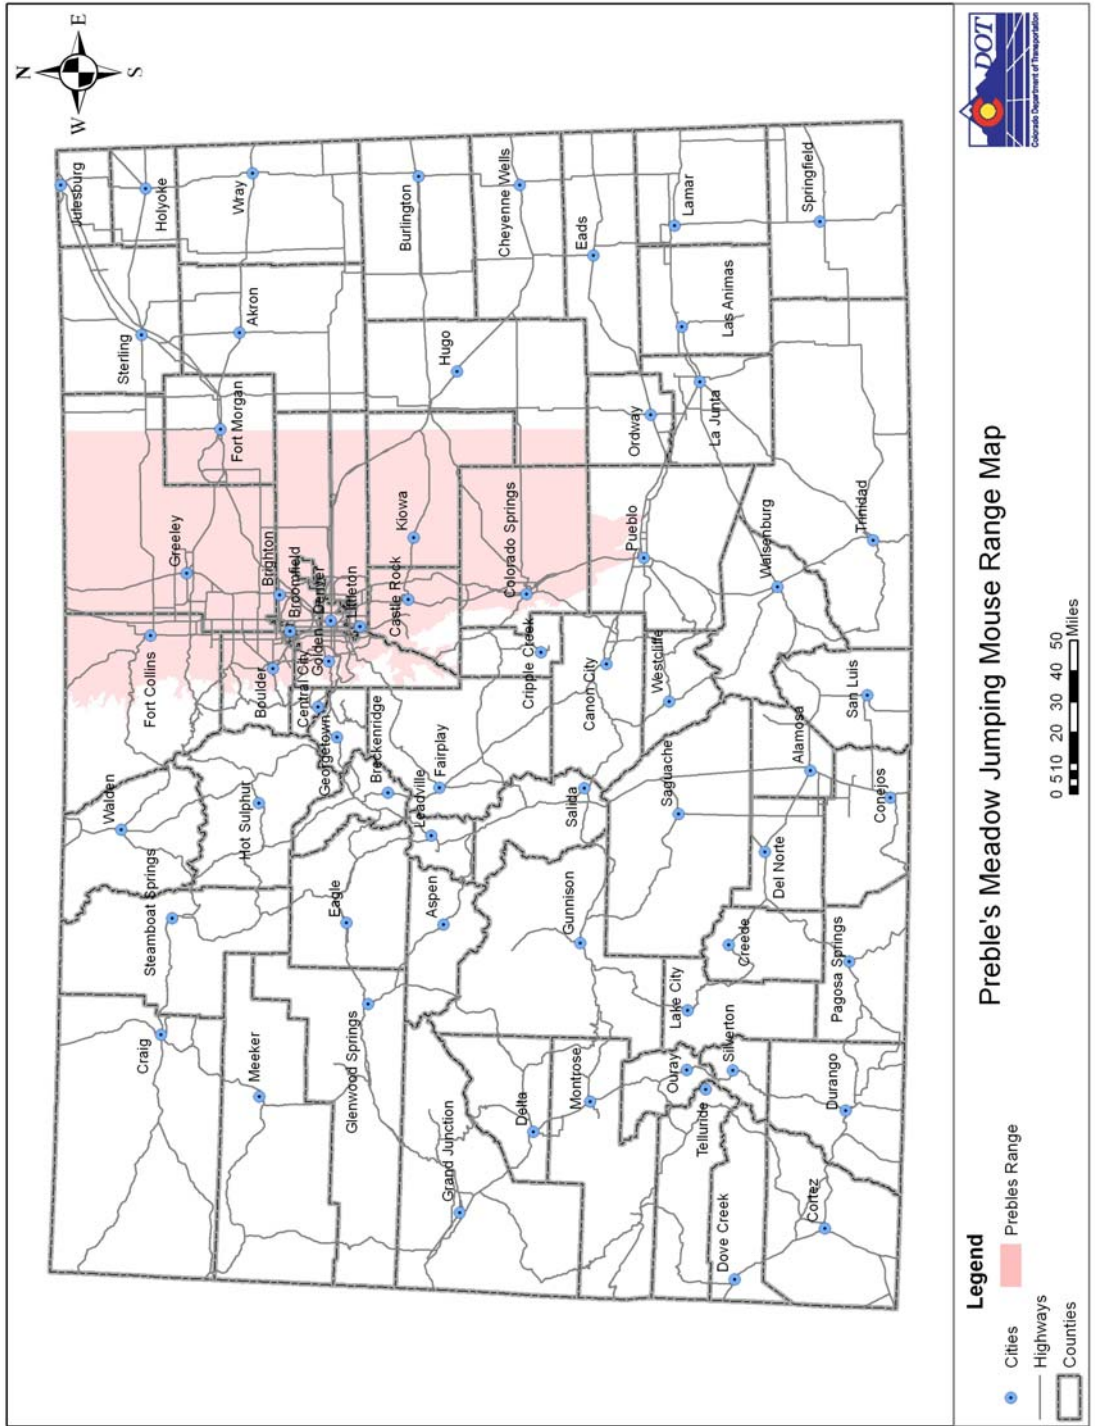 N
W
E
S
Julesburg
Holyoke
Wray
Burlington
Cheyenne Wells
Eads
Lamar
Springfield
Sterling
Akron
Hugo
Las Animas
Fort Morgan
Ordway
La Junta
Greeley
Brighton
Broomfield
Denver
Littleton
Kiowa
Castle Rock
Colorado Springs
Pueblo
Walsenburg
Trinidad
Fort Collins
Boulder
Central City
Golden
Georgetown
Breckenridge
Fairplay
Leadville
Cripple Creek
Canon City
Westcliffe
San Luis
Walden
Hot Sulphut
Salida
Saguache
Alamosa
Conejos
Steamboat Springs
Eagle
Aspen
Gunnison
Del Norte
Creede
Craig
Meeker
Glenwood Springs
Lake City
Pagosa Springs
Grand Junction
Delta
Montrose
Ouray
Silverton
Telluride
Durango
Dove Creek
Cortez
Legend
Cities
Highways
Counties
Prebles Range
Preble's Meadow Jumping Mouse Range Map
0 510 20 30 40 50
Miles
DOT
Colorado Department of Transportation